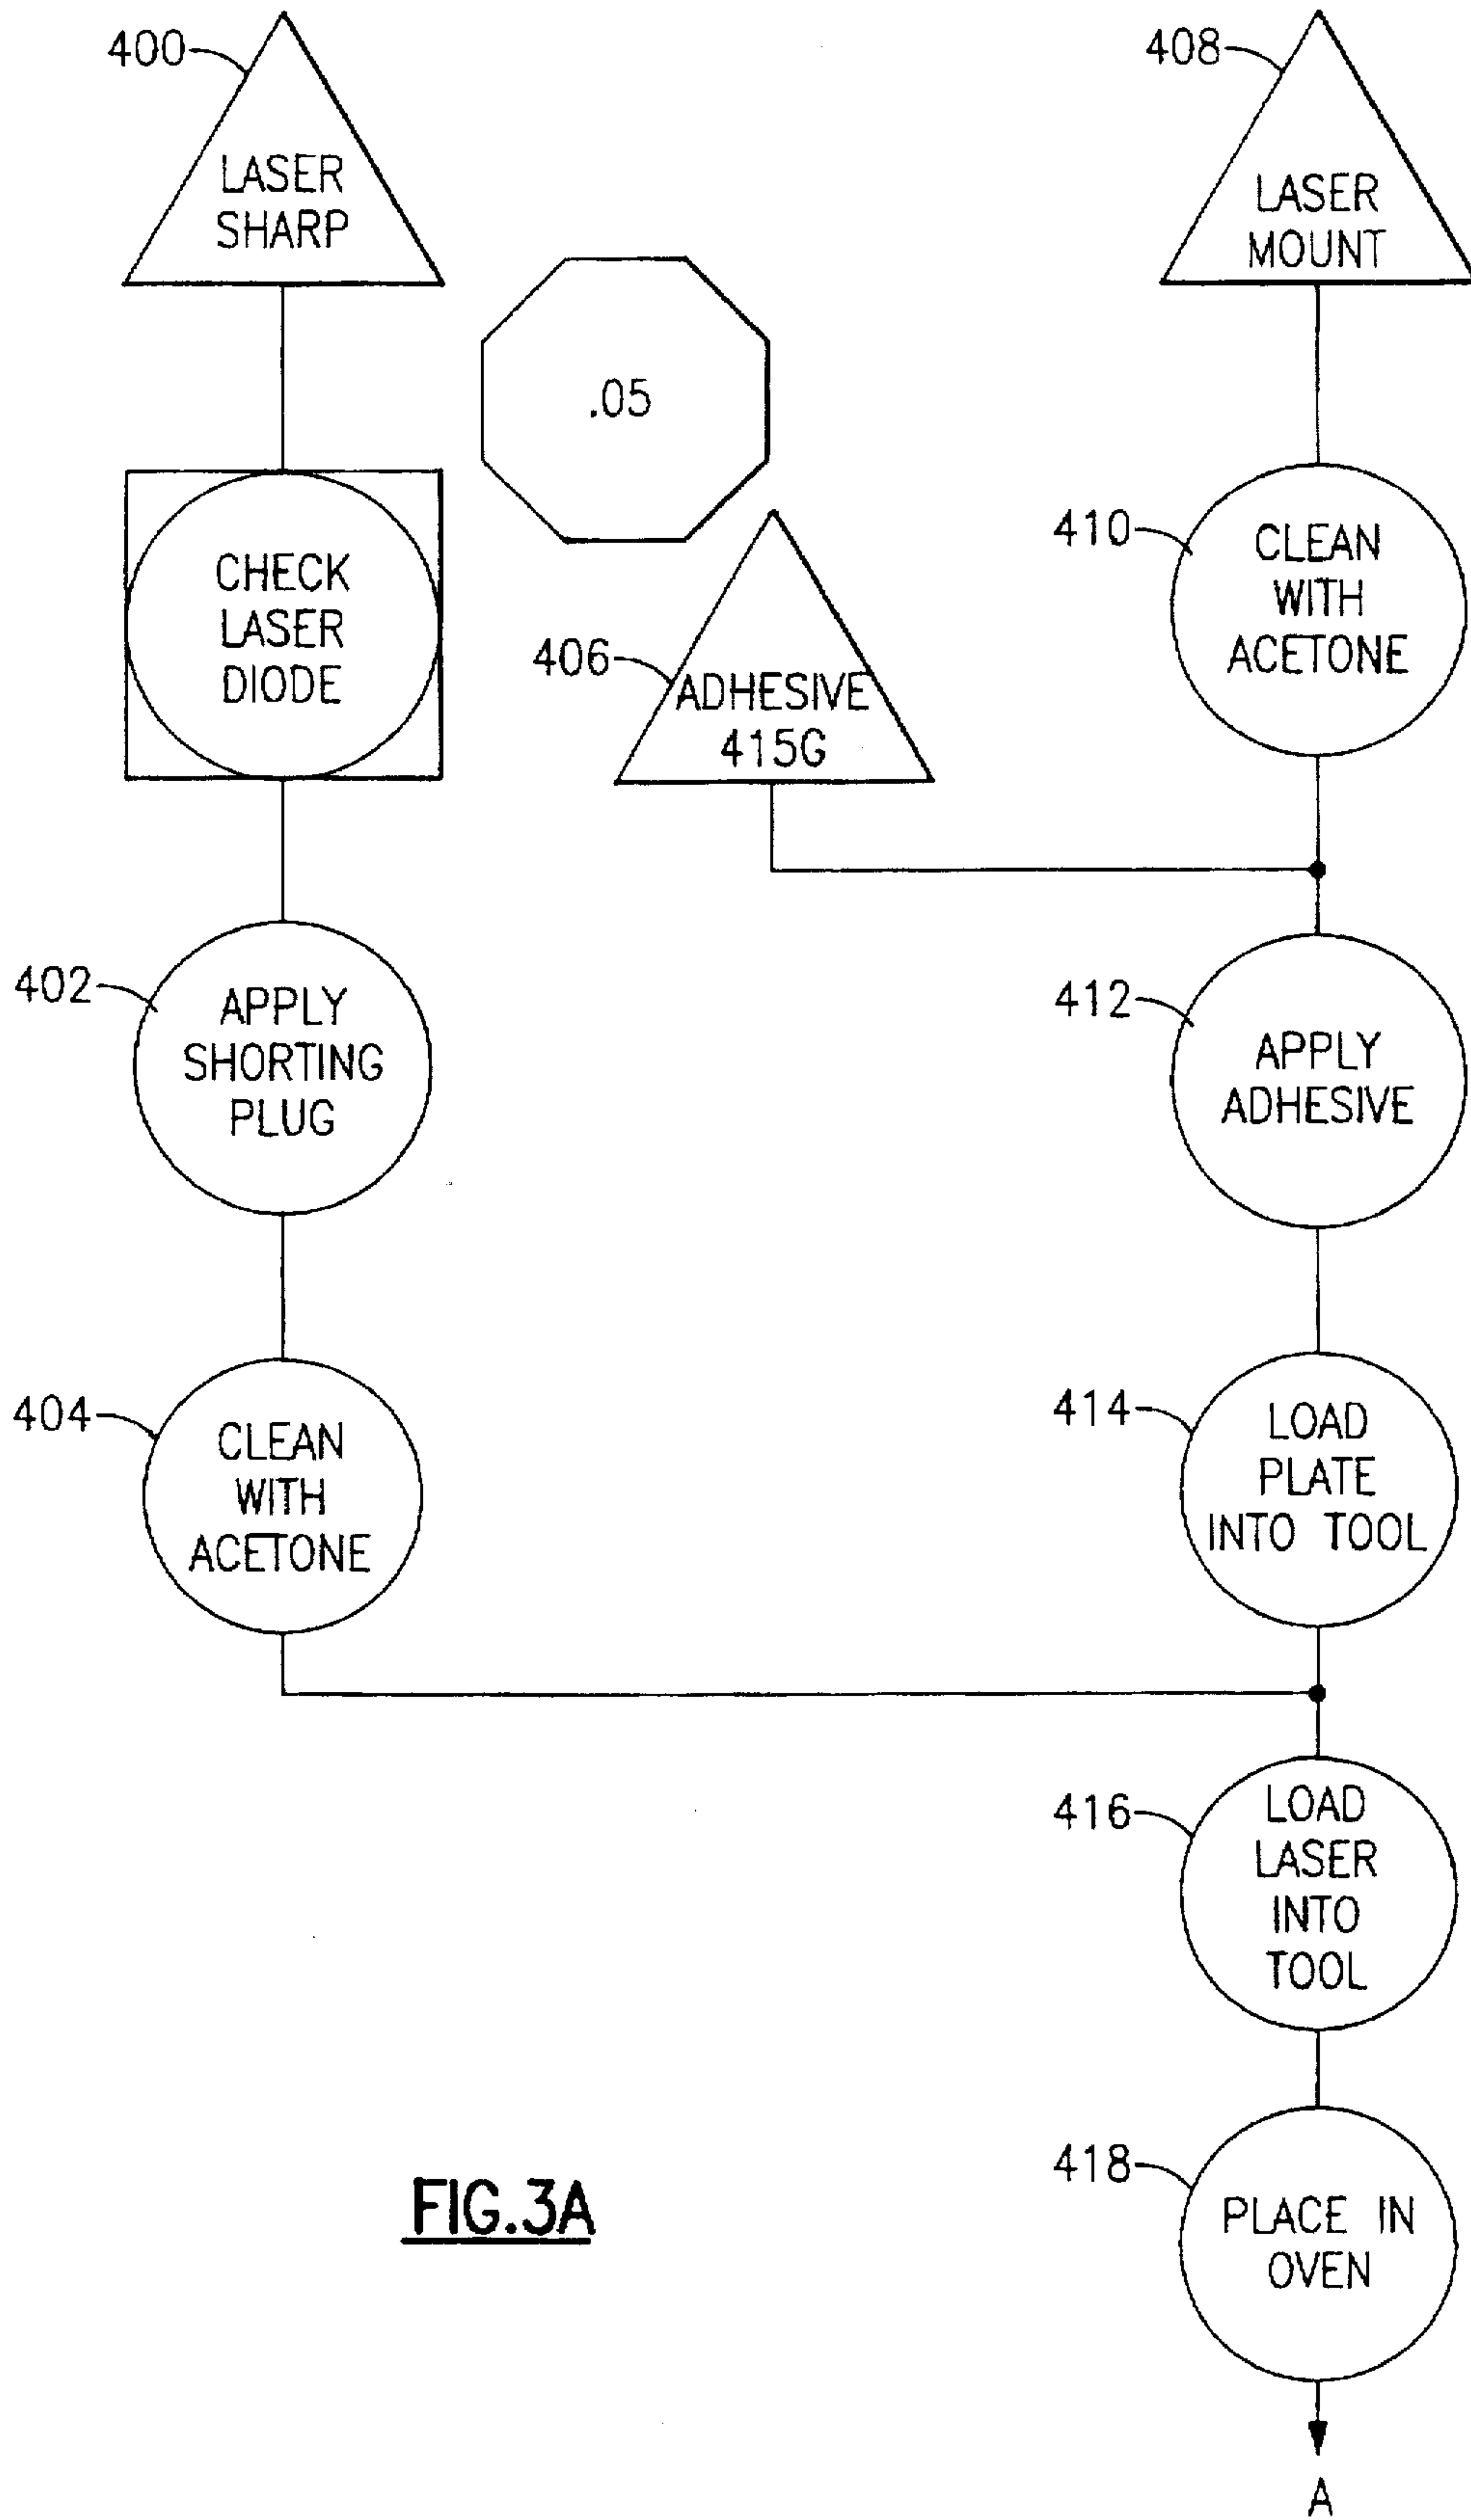 400
LASER
SHARP
CHECK
LASER
DIODE
402
APPLY
SHORTING
PLUG
404
CLEAN
WITH
ACETONE
.05
406
ADHESIVE
415G
408
LASER
MOUNT
410
CLEAN
WITH
ACETONE
412
APPLY
ADHESIVE
414
LOAD
PLATE
INTO TOOL
416
LOAD
LASER
INTO
TOOL
418
PLACE IN
OVEN
A
FIG.3A